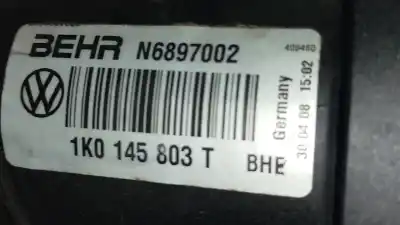 BEHR N6897002
409460
1K0 145 803 T BHE
Germany
30.04.08 15:02